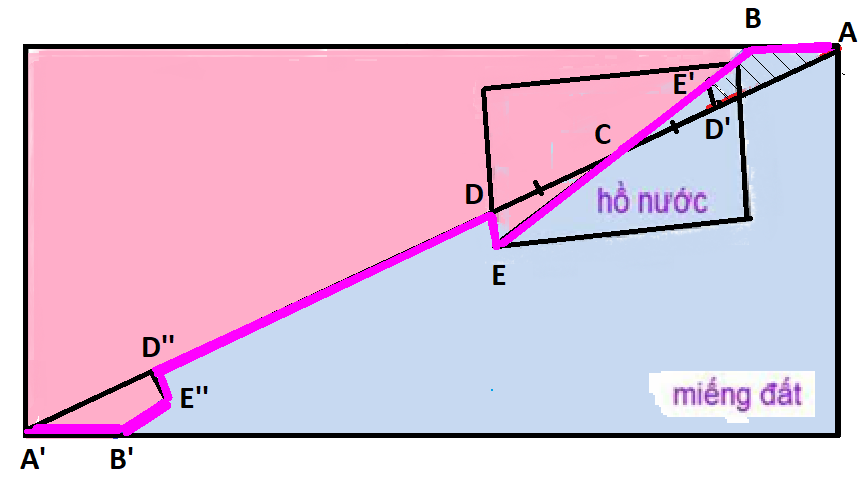 B
A
E'
C
D'
D
hồ nước
E
D''
E''
miếng đất
A'
B'